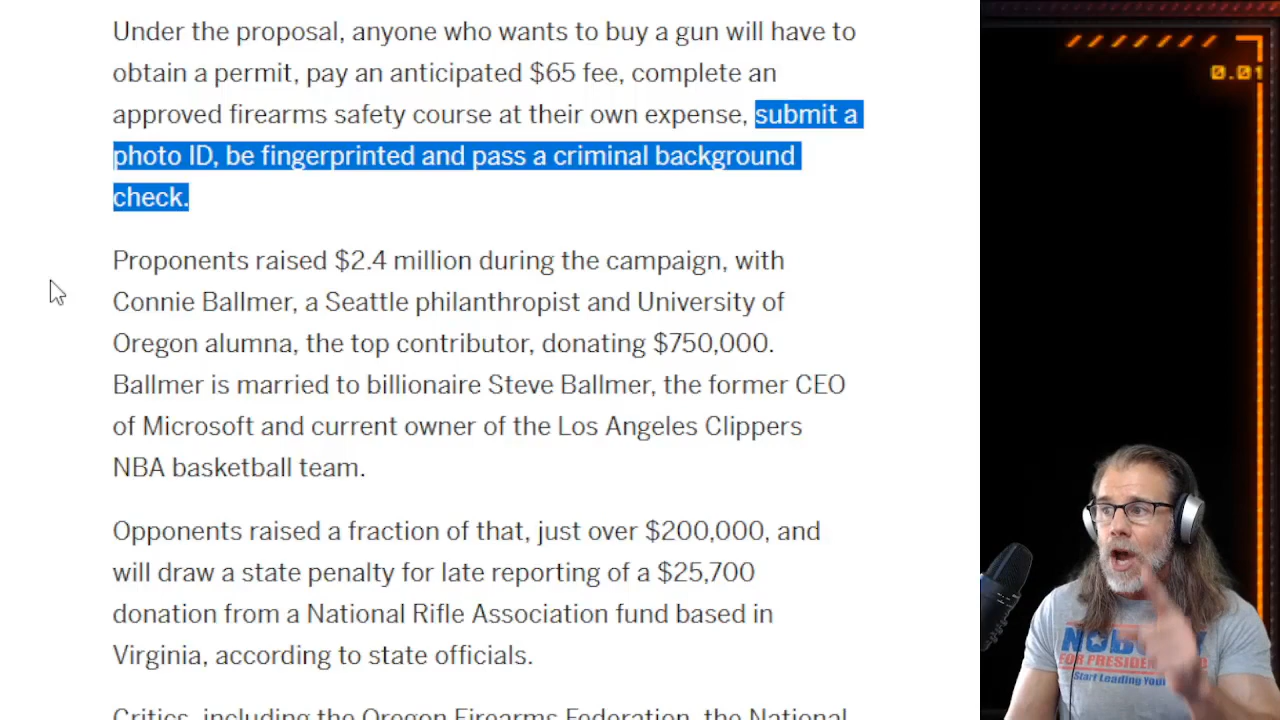 Under the proposal, anyone who wants to buy a gun will have to
obtain a permit, pay an anticipated $65 fee, complete an
approved firearms safety course at their own expense, submit a
photo ID, be fingerprinted and pass a criminal background
check.
Proponents raised $2.4 million during the campaign, with
Connie Ballmer, a Seattle philanthropist and University of
Oregon alumna, the top contributor, donating $750,000.
Ballmer is married to billionaire Steve Ballmer, the former CEO
of Microsoft and current owner of the Los Angeles Clippers
NBA basketball team.
Opponents raised a fraction of that, just over $200,000, and
will draw a state penalty for late reporting of a $25,700
donation from a National Rifle Association fund based in
Virginia, according to state officials.
Critics, including the Oregon Firearms Federation, the National
0.01
FOR PRESIDENT
Start Leading